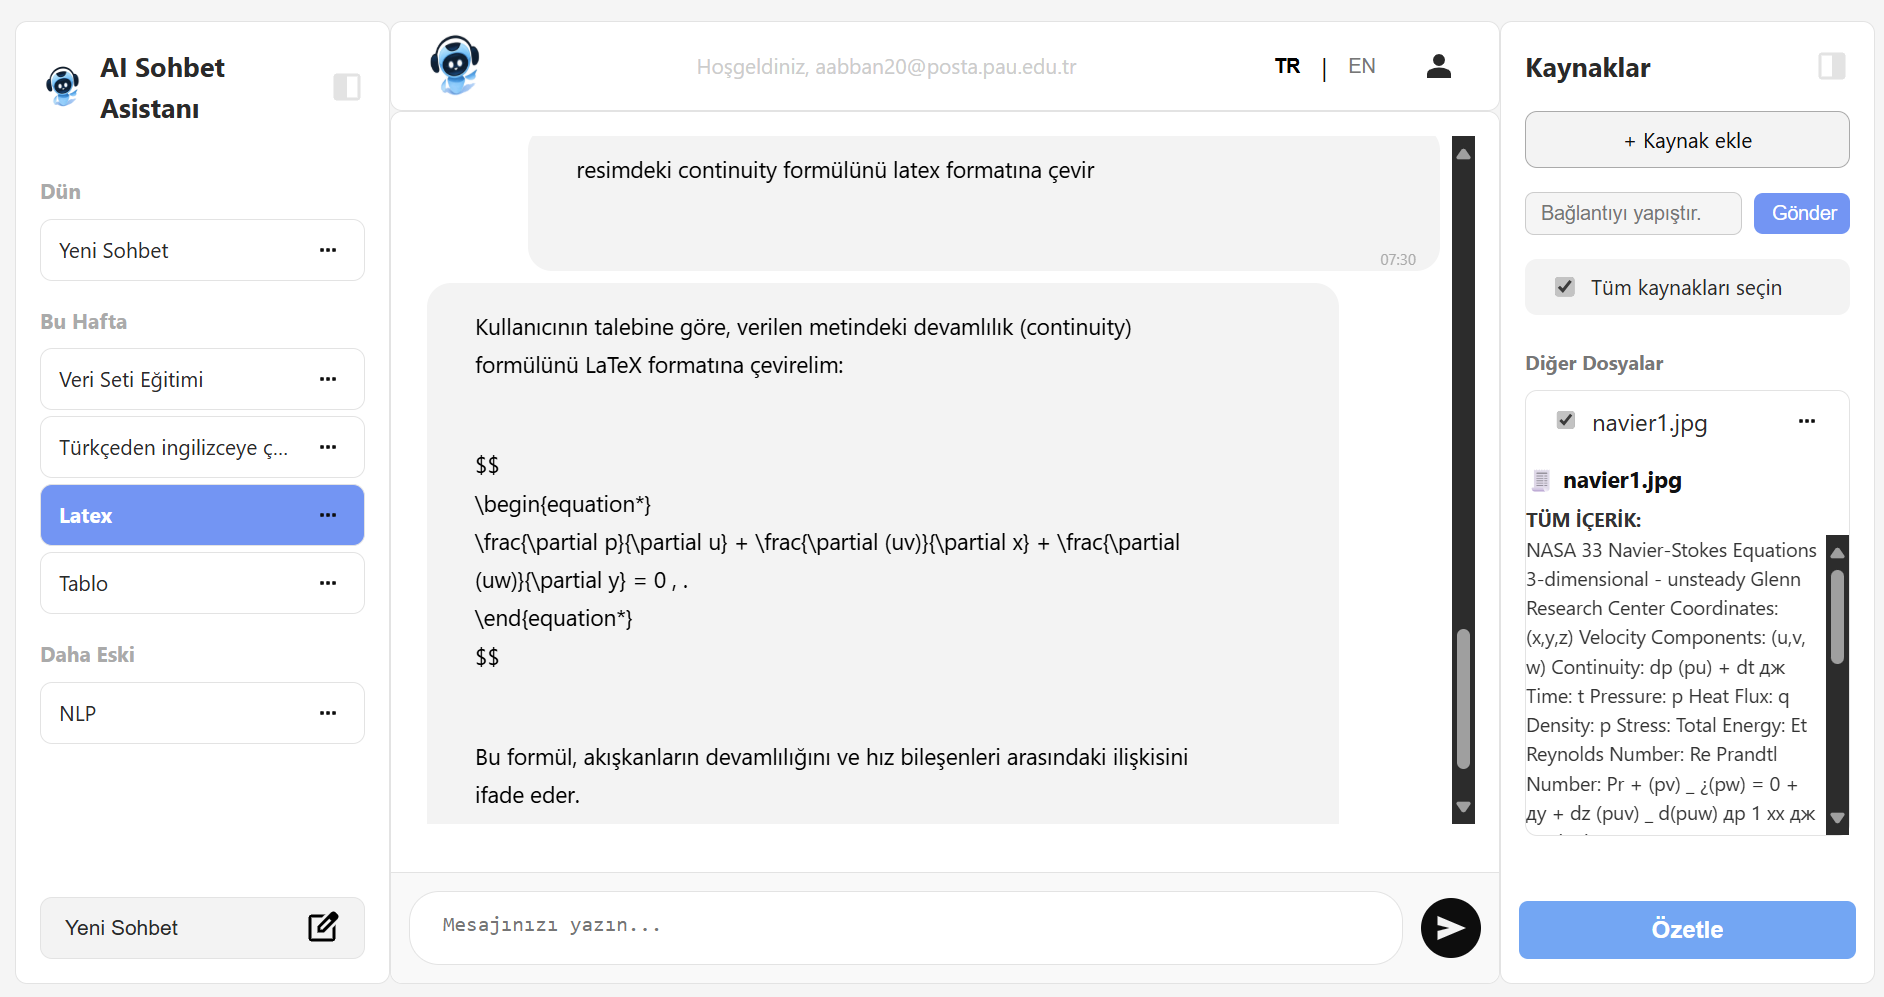 AI Sohbet
Asistanı
Dün
Yeni Sohbet
Bu Hafta
Veri Seti Eğitimi
Türkçeden ingilizceye ç...
Latex
Tablo
Daha Eski
NLP
Yeni Sohbet
Hoşgeldiniz, aabban20@posta.pau.edu.tr
TR | EN
resimdeki continuity formülünü latex formatına çevir
07:30
Kullanıcının talebine göre, verilen metindeki devamlılık (continuity)
formülünü LaTeX formatına çevirelim:
$$
\begin{equation*}
\frac{\partial p}{\partial u} + \frac{\partial (uv)}{\partial x} + \frac{\partial
(uw)}{\partial y} = 0 , .
\end{equation*}
$$
Bu formül, akışkanların devamlılığını ve hız bileşenleri arasındaki ilişkisini
ifade eder.
Mesajınızı yazın...
Kaynaklar
+ Kaynak ekle
Bağlantıyı yapıştır.
Gönder
Tüm kaynakları seçin
Diğer Dosyalar
navier1.jpg
navier1.jpg
TÜM İÇERİK:
NASA 33 Navier-Stokes Equations
3-dimensional - unsteady Glenn
Research Center Coordinates:
(x,y,z) Velocity Components: (u,v,
w) Continuity: dp (pu) + dt дж
Time: t Pressure: p Heat Flux: q
Density: p Stress: Total Energy: Et
Reynolds Number: Re Prandtl
Number: Pr + (pv) _ ¿(pw) = 0 +
ду + dz (puv) _ d(puw) др 1 xx дж
Özetle